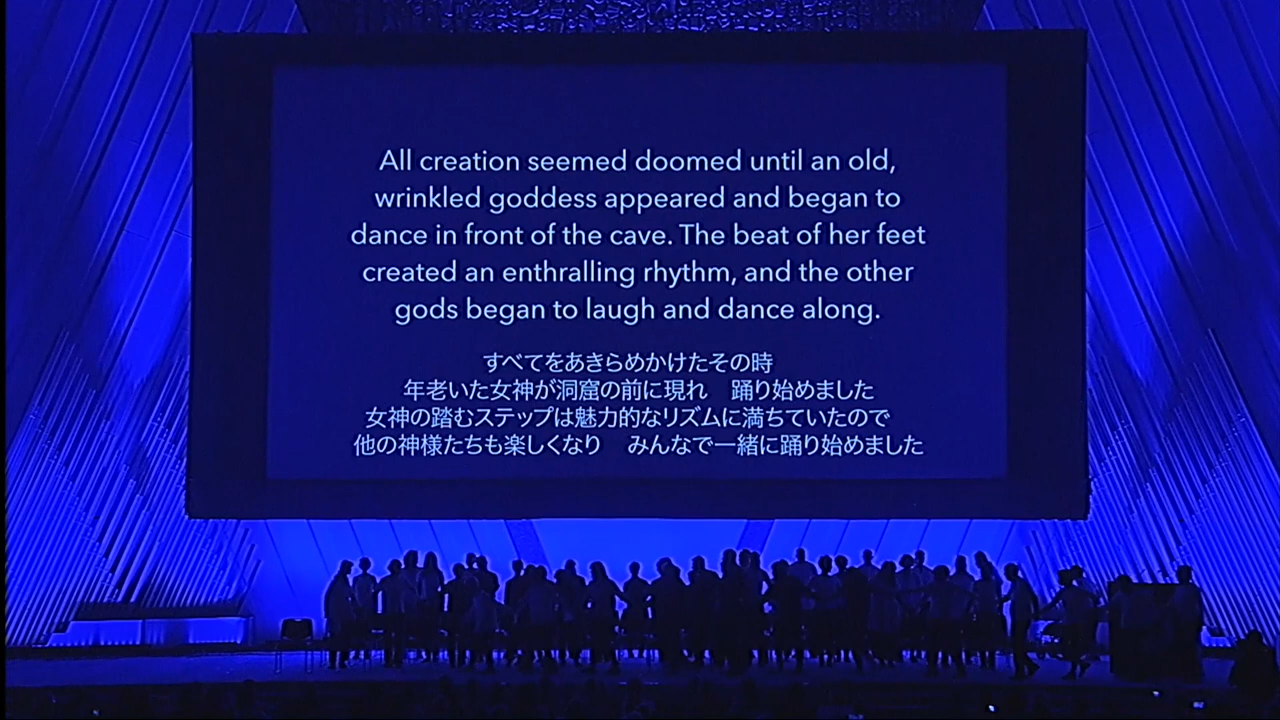 All creation seemed doomed until an old,
wrinkled goddess appeared and began to
dance in front of the cave. The beat of her feet
created an enthralling rhythm, and the other
gods began to laugh and dance along.
すべてをあきらめかけたその時
年老いた女神が洞窟の前に現れ　踊り始めました
女神の踏むステップは魅力的なリズムに満ちていたので
他の神様たちも楽しくなり　みんなで一緒に踊り始めました